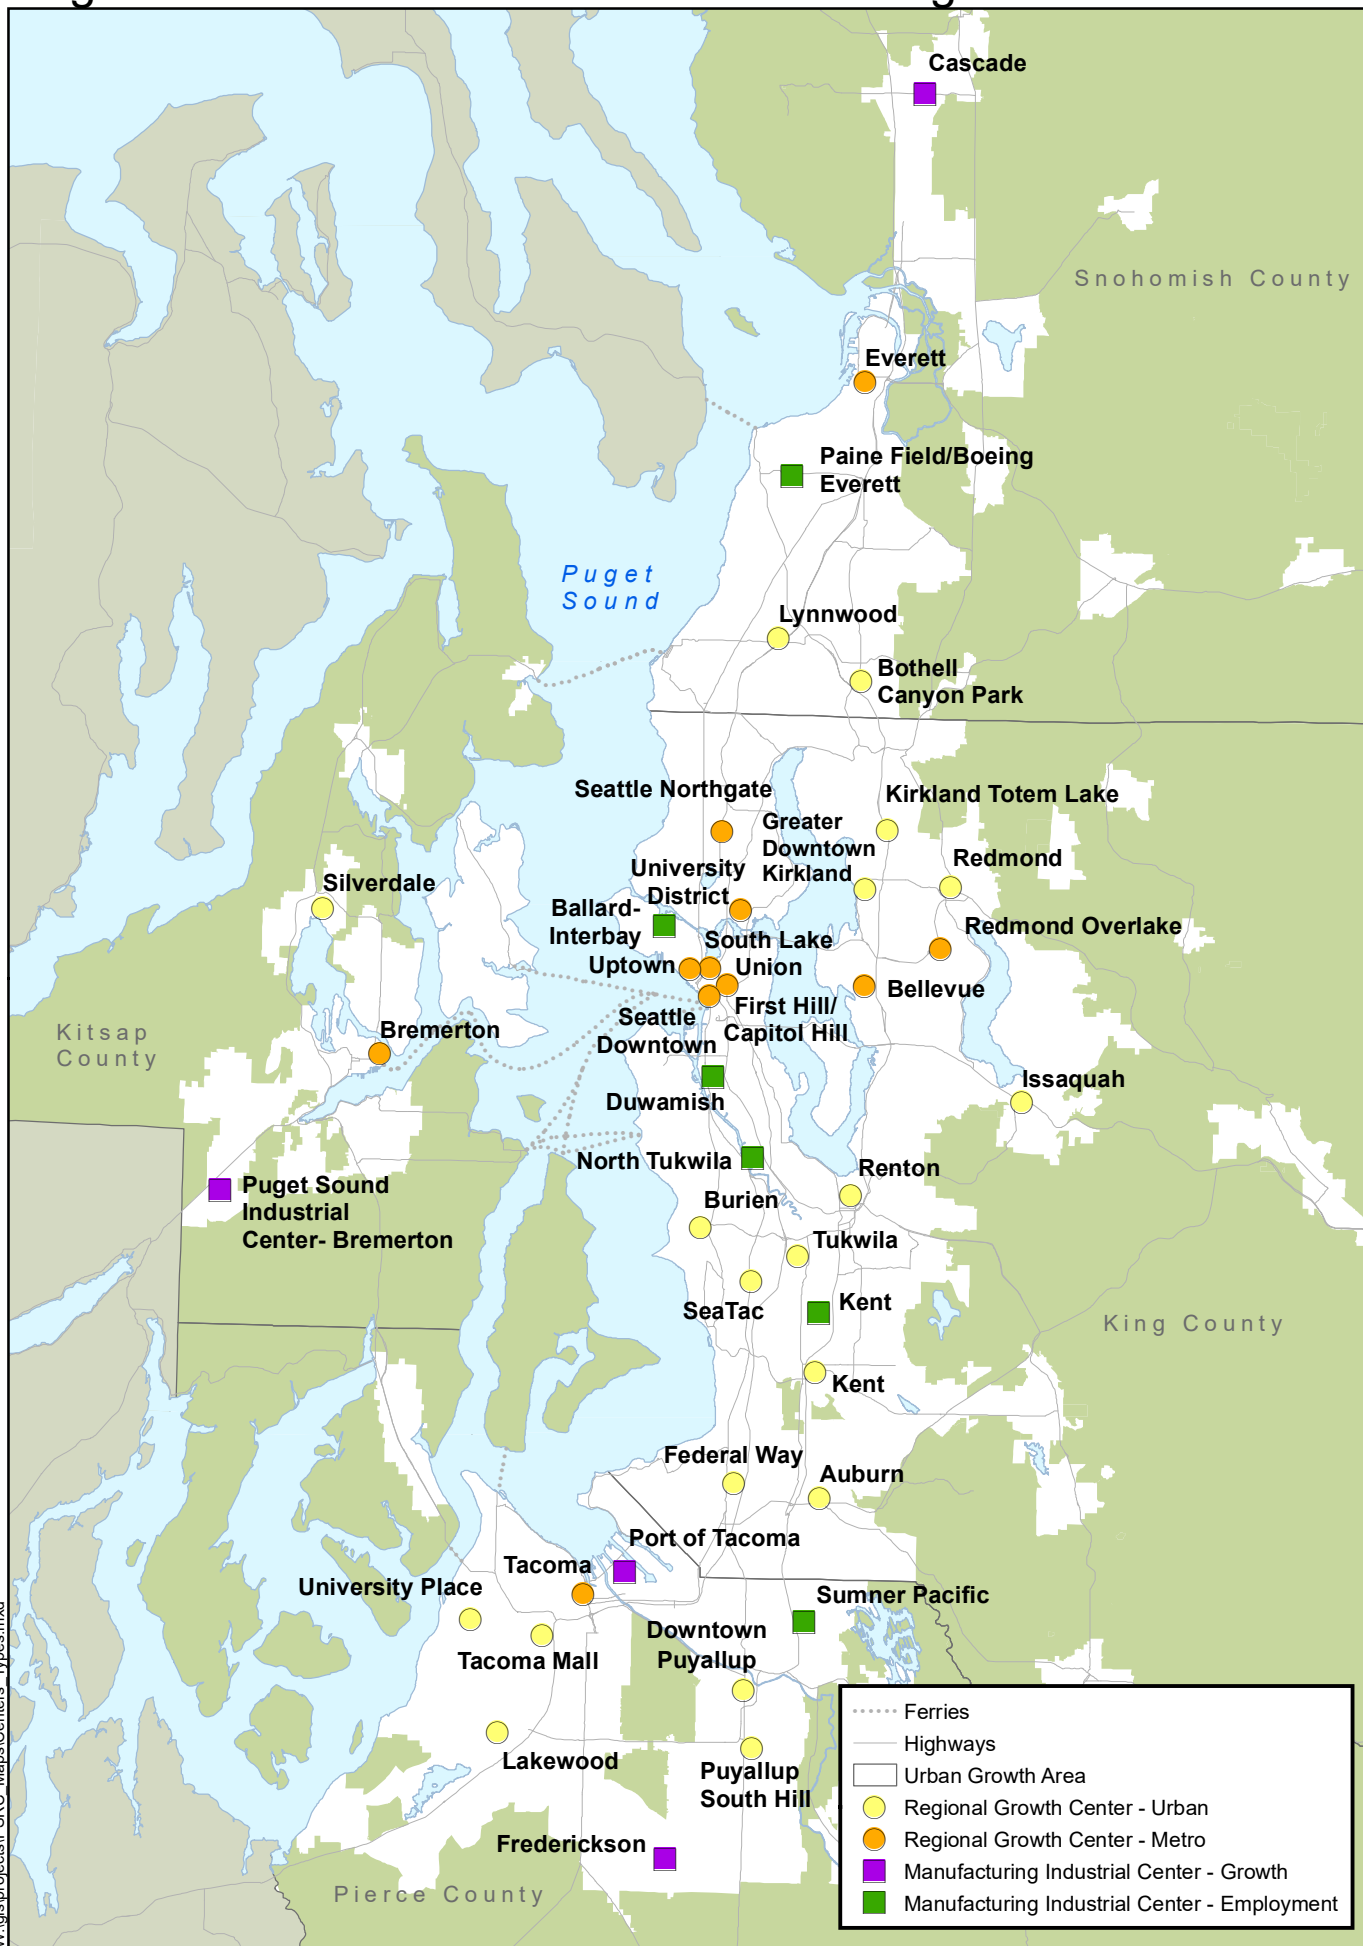 Cascade
Snohomish County
Everett
Paine Field/Boeing
Everett
Puget
Sound
Lynnwood
Bothell
Canyon Park
Seattle Northgate
Kirkland Totem Lake
Greater
Downtown
Kirkland
Redmond
University
District
Silverdale
Ballard-
Interbay
Redmond Overlake
South Lake
Union
Uptown
Bellevue
First Hill/
Capitol Hill
Seattle
Downtown
Kitsap
County
Bremerton
Issaquah
Duwamish
North Tukwila
Renton
Puget Sound
Industrial
Center- Bremerton
Burien
Tukwila
SeaTac
Kent
King County
Kent
Federal Way
Auburn
Port of Tacoma
Tacoma
University Place
Sumner Pacific
Downtown
Puyallup
Tacoma Mall
Lakewood
Puyallup
South Hill
Frederickson
Pierce County
Ferries
Highways
Urban Growth Area
Regional Growth Center - Urban
Regional Growth Center - Metro
Manufacturing Industrial Center - Growth
Manufacturing Industrial Center - Employment